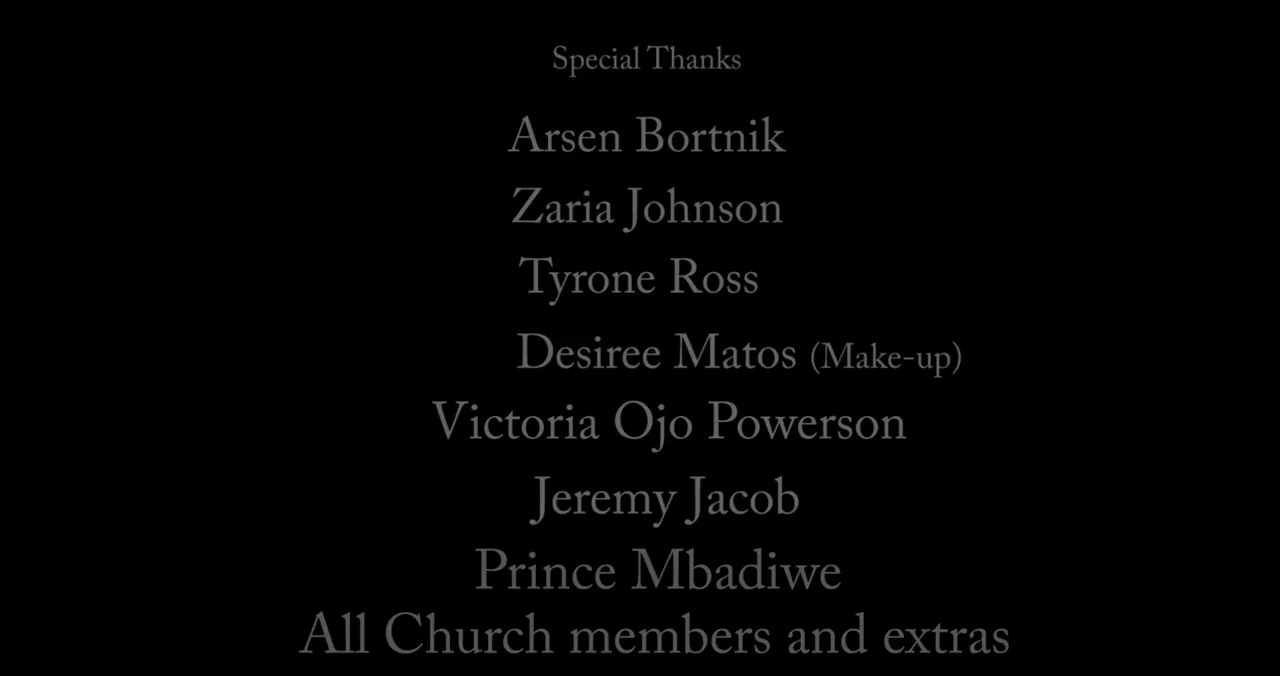 Special Thanks
Arsen Bortnik
Zaria Johnson
Tyrone Ross
Desiree Matos (Make-up)
Victoria Ojo Powerson
Jeremy Jacob
Prince Mbadiwe
All Church members and extras